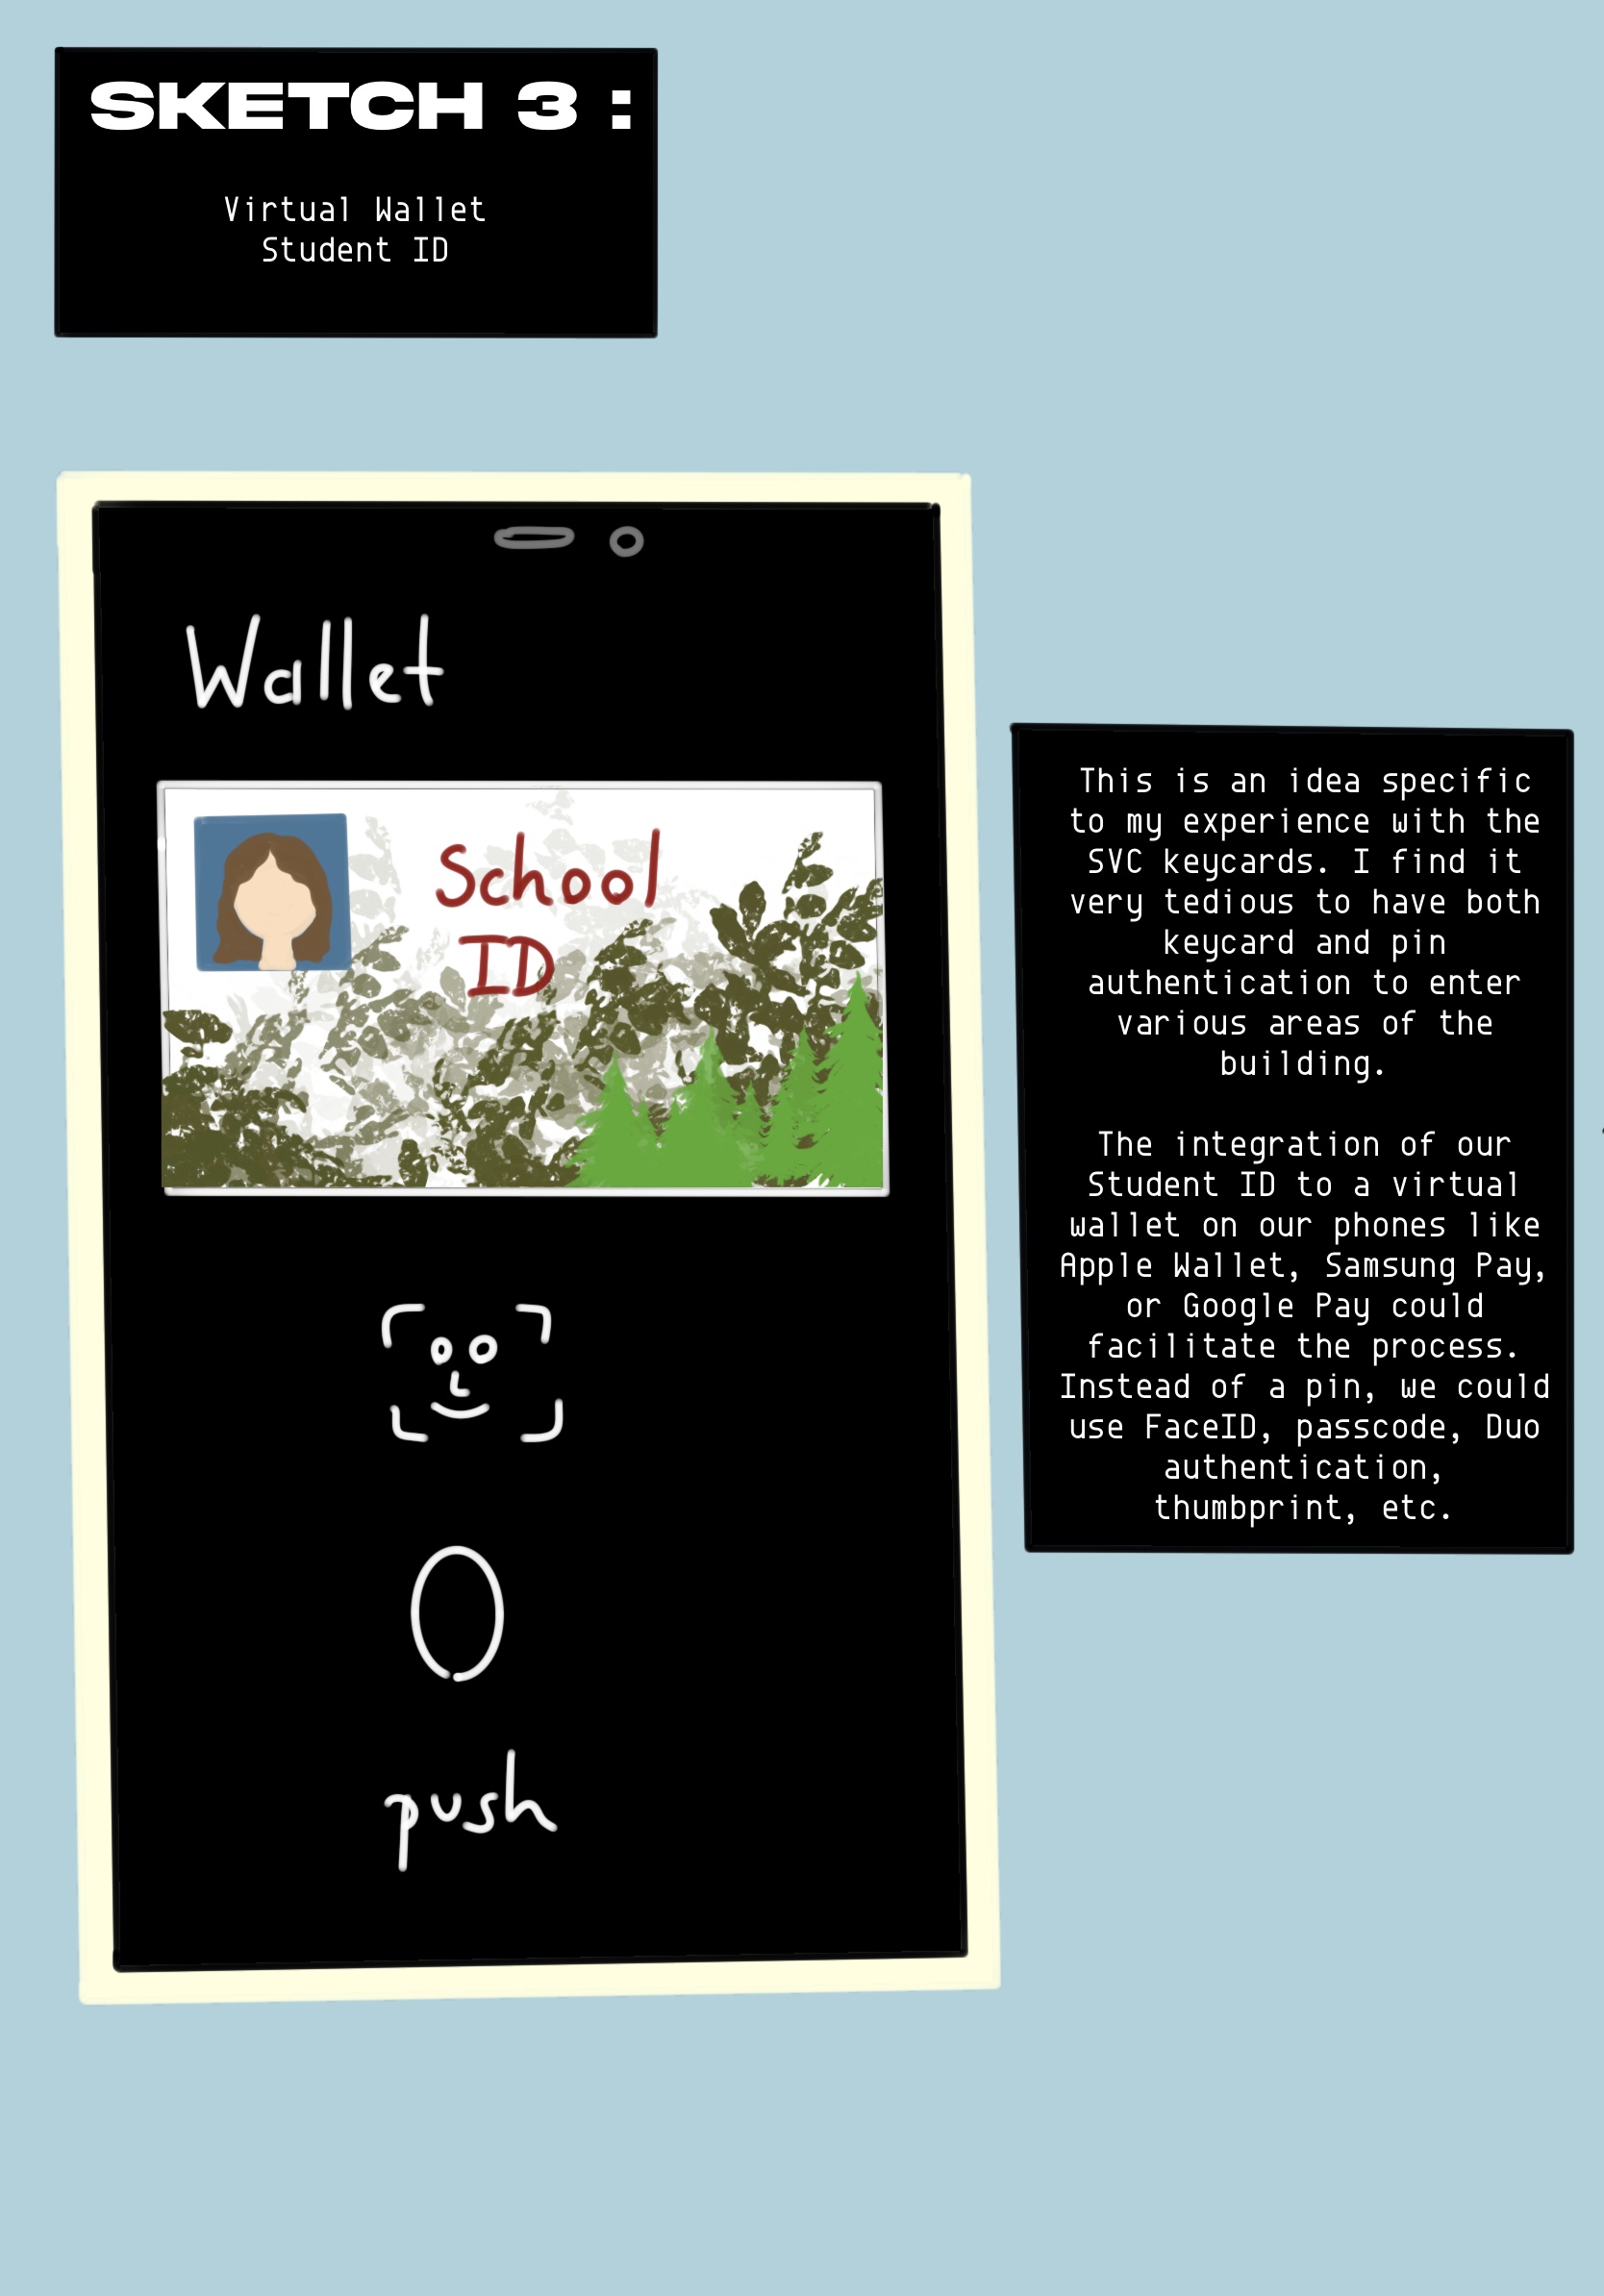 SKETCH 3 :
Virtual Wallet
Student ID
Wallet
School
ID
push
This is an idea specific
to my experience with the
SVC keycards. I find it
very tedious to have both
keycard and pin
authentication to enter
various areas of the
building.
The integration of our
Student ID to a virtual
wallet on our phones like
Apple Wallet, Samsung Pay,
or Google Pay could
facilitate the process.
Instead of a pin, we could
use FaceID, passcode, Duo
authentication,
thumbprint, etc.